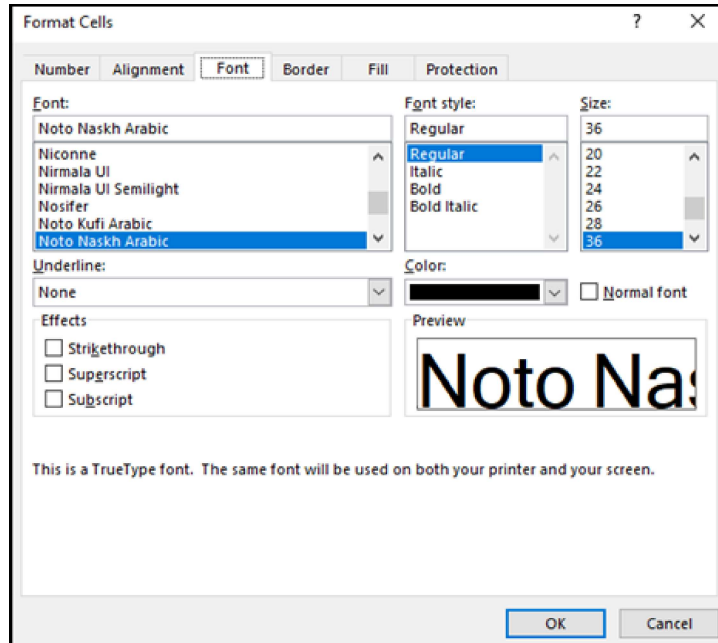 Format Cells ? X
Number Alignment Font Border Fill Protection
Font: Font style: Size:
Noto Naskh Arabic Regular 36
Niconne Regular 20
Nirmala UI Italic 22
Nirmala UI Semilight Bold 24
Nosifer Bold Italic 26
Noto Kufi Arabic 28
Noto Naskh Arabic 36
Underline: Color:
None Normal font
Effects Preview
Strikethrough
Superscript Noto Nas
Subscript
This is a TrueType font. The same font will be used on both your printer and your screen.
OK Cancel